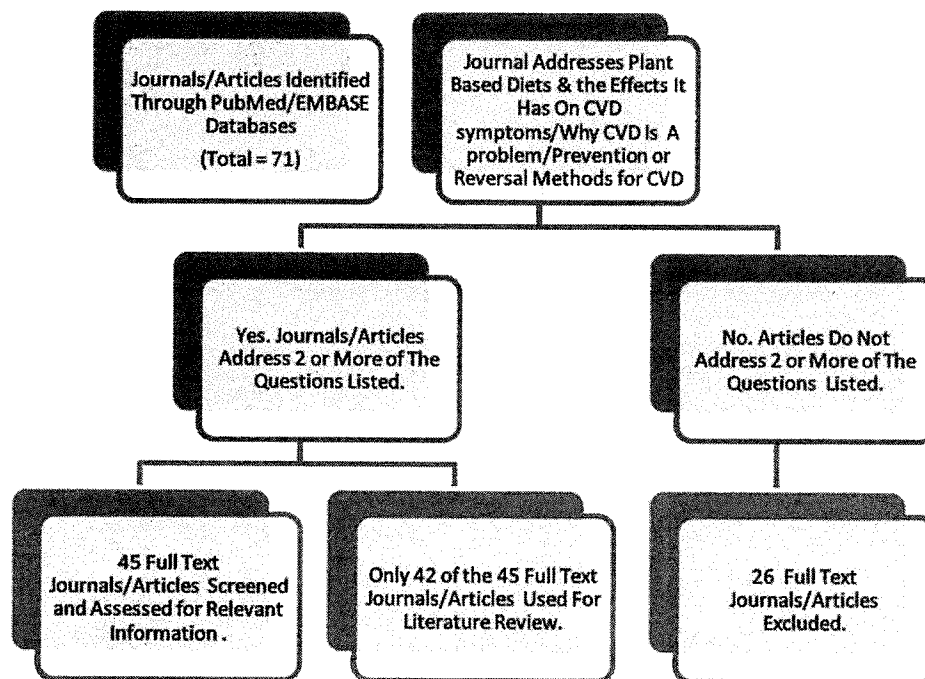 Journals/Articles Identified
Through PubMed/EMBASE
Databases
(Total = 71)
Journal Addresses Plant
Based Diets & the Effects It
Has On CVD
symptoms/Why CVD Is A
problem/Prevention or
Reversal Methods for CVD
Yes. Journals/Articles
Address 2 or More of The
Questions Listed.
No. Articles Do Not
Address 2 or More of The
Questions Listed.
45 Full Text
Journals/Articles Screened
and Assessed for Relevant
Information .
Only 42 of the 45 Full Text
Journals/Articles Used For
Literature Review.
26 Full Text
Journals/Articles
Excluded.